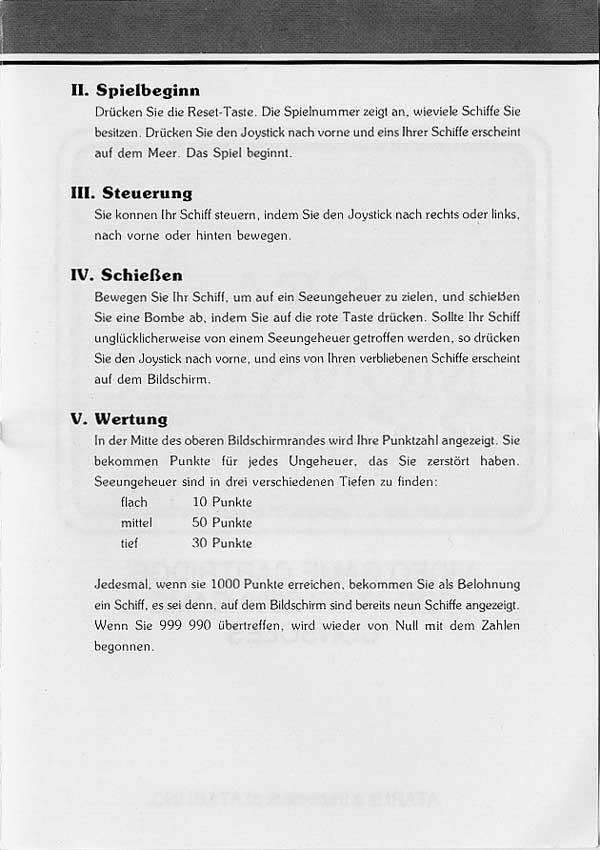 II. Spielbeginn
Drücken Sie die Reset-Taste. Die Spielnummer zeigt an, wieviele Schiffe Sie
besitzen. Drücken Sie den Joystick nach vorne und eins Ihrer Schiffe erscheint
auf dem Meer. Das Spiel beginnt.
III. Steuerung
Sie konnen Ihr Schiff steuern, indem Sie den Joystick nach rechts oder links,
nach vorne oder hinten bewegen.
IV. Schießen
Bewegen Sie Ihr Schiff, um auf ein Seeungeheuer zu zielen, und schießen
Sie eine Bombe ab, indem Sie auf die rote Taste drücken. Sollte Ihr Schiff
unglücklicherweise von einem Seeungeheuer getroffen werden, so drücken
Sie den Joystick nach vorne, und eins von Ihren verbliebenen Schiffe erscheint
auf dem Bildschirm.
V. Wertung
In der Mitte des oberen Bildschirmrandes wird Ihre Punktzahl angezeigt. Sie
bekommen Punkte für jedes Ungeheuer, das Sie zerstört haben.
Seeungeheuer sind in drei verschiedenen Tiefen zu finden:
flach 10 Punkte
mittel 50 Punkte
tief 30 Punkte
Jedesmal, wenn sie 1000 Punkte erreichen, bekommen Sie als Belohnung
ein Schiff, es sei denn, auf dem Bildschirm sind bereits neun Schiffe angezeigt.
Wenn Sie 999 990 übertreffen, wird wieder von Null mit dem Zahlen
begonnen.